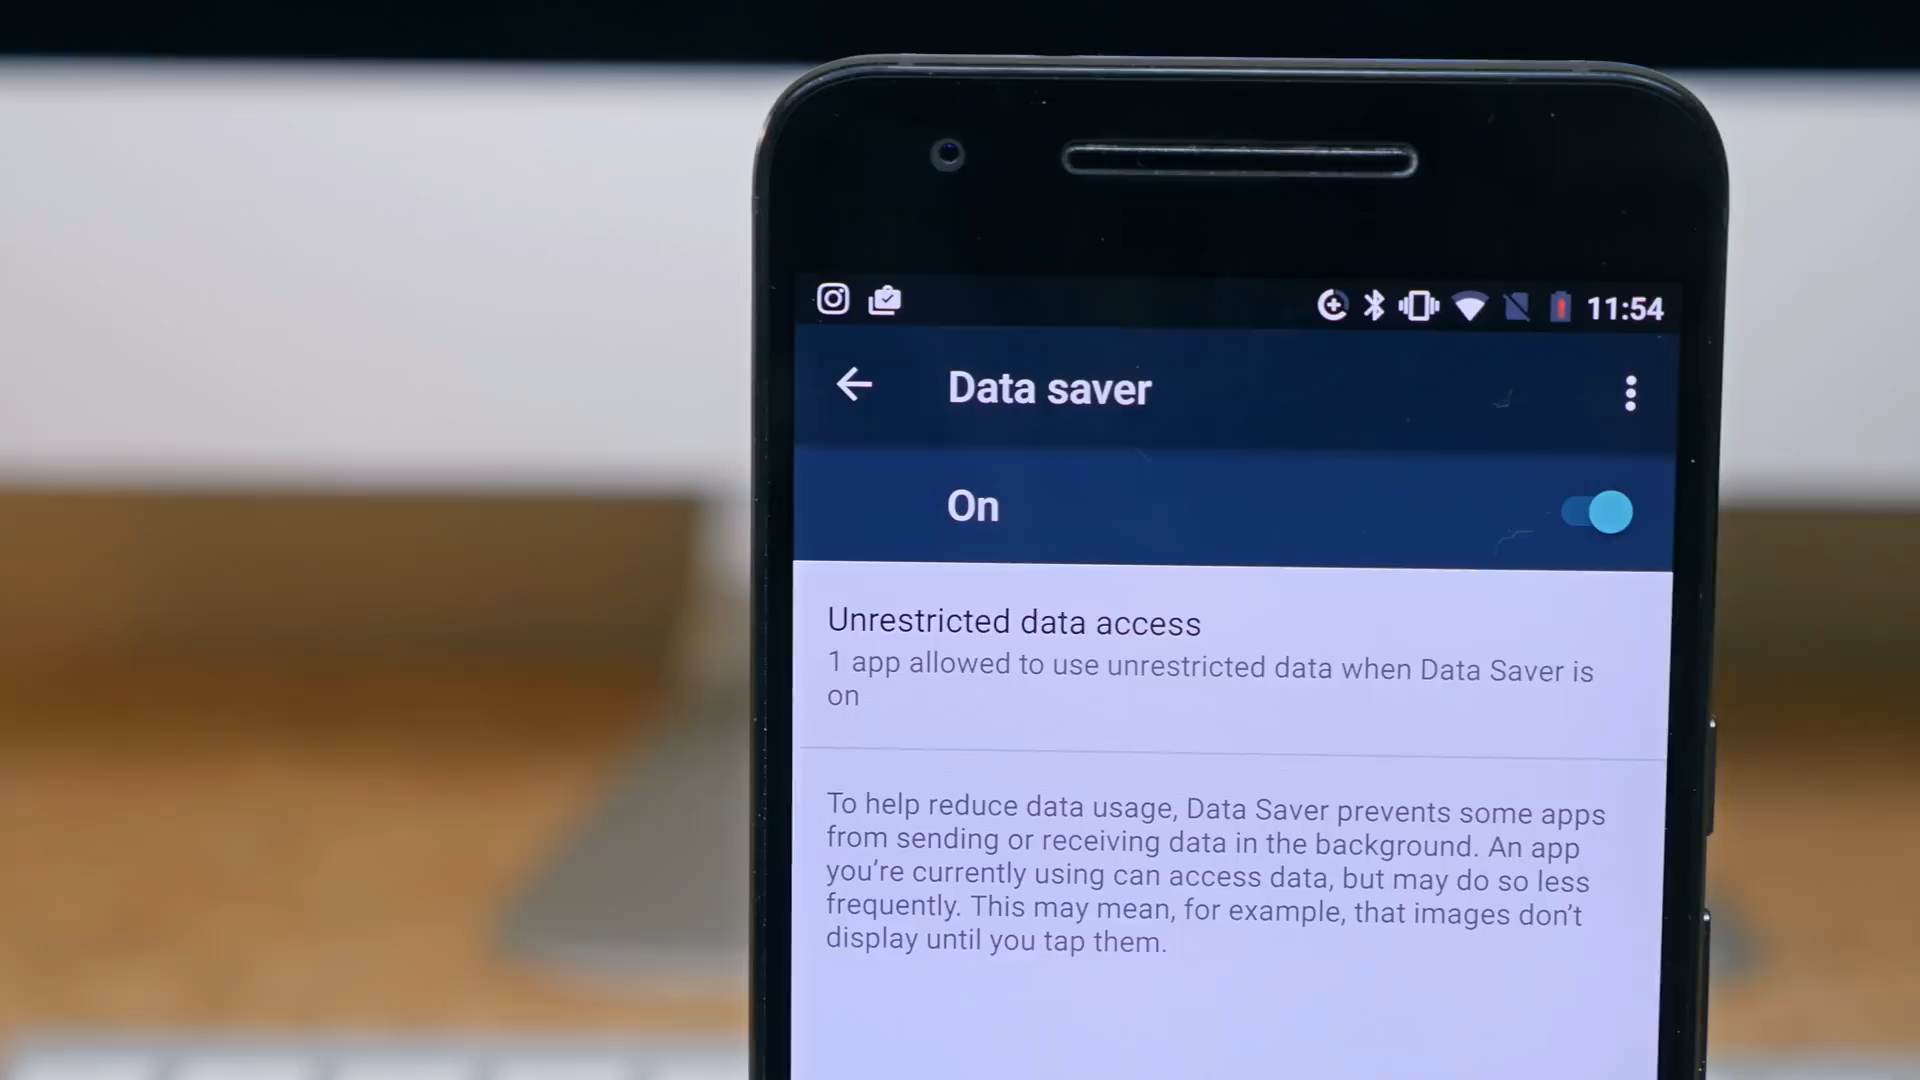 11:54
Data saver
On
Unrestricted data access
1 app allowed to use unrestricted data when Data Saver is
on
To help reduce data usage, Data Saver prevents some apps
from sending or receiving data in the background. An app
you’re currently using can access data, but may do so less
frequently. This may mean, for example, that images don’t
display until you tap them.